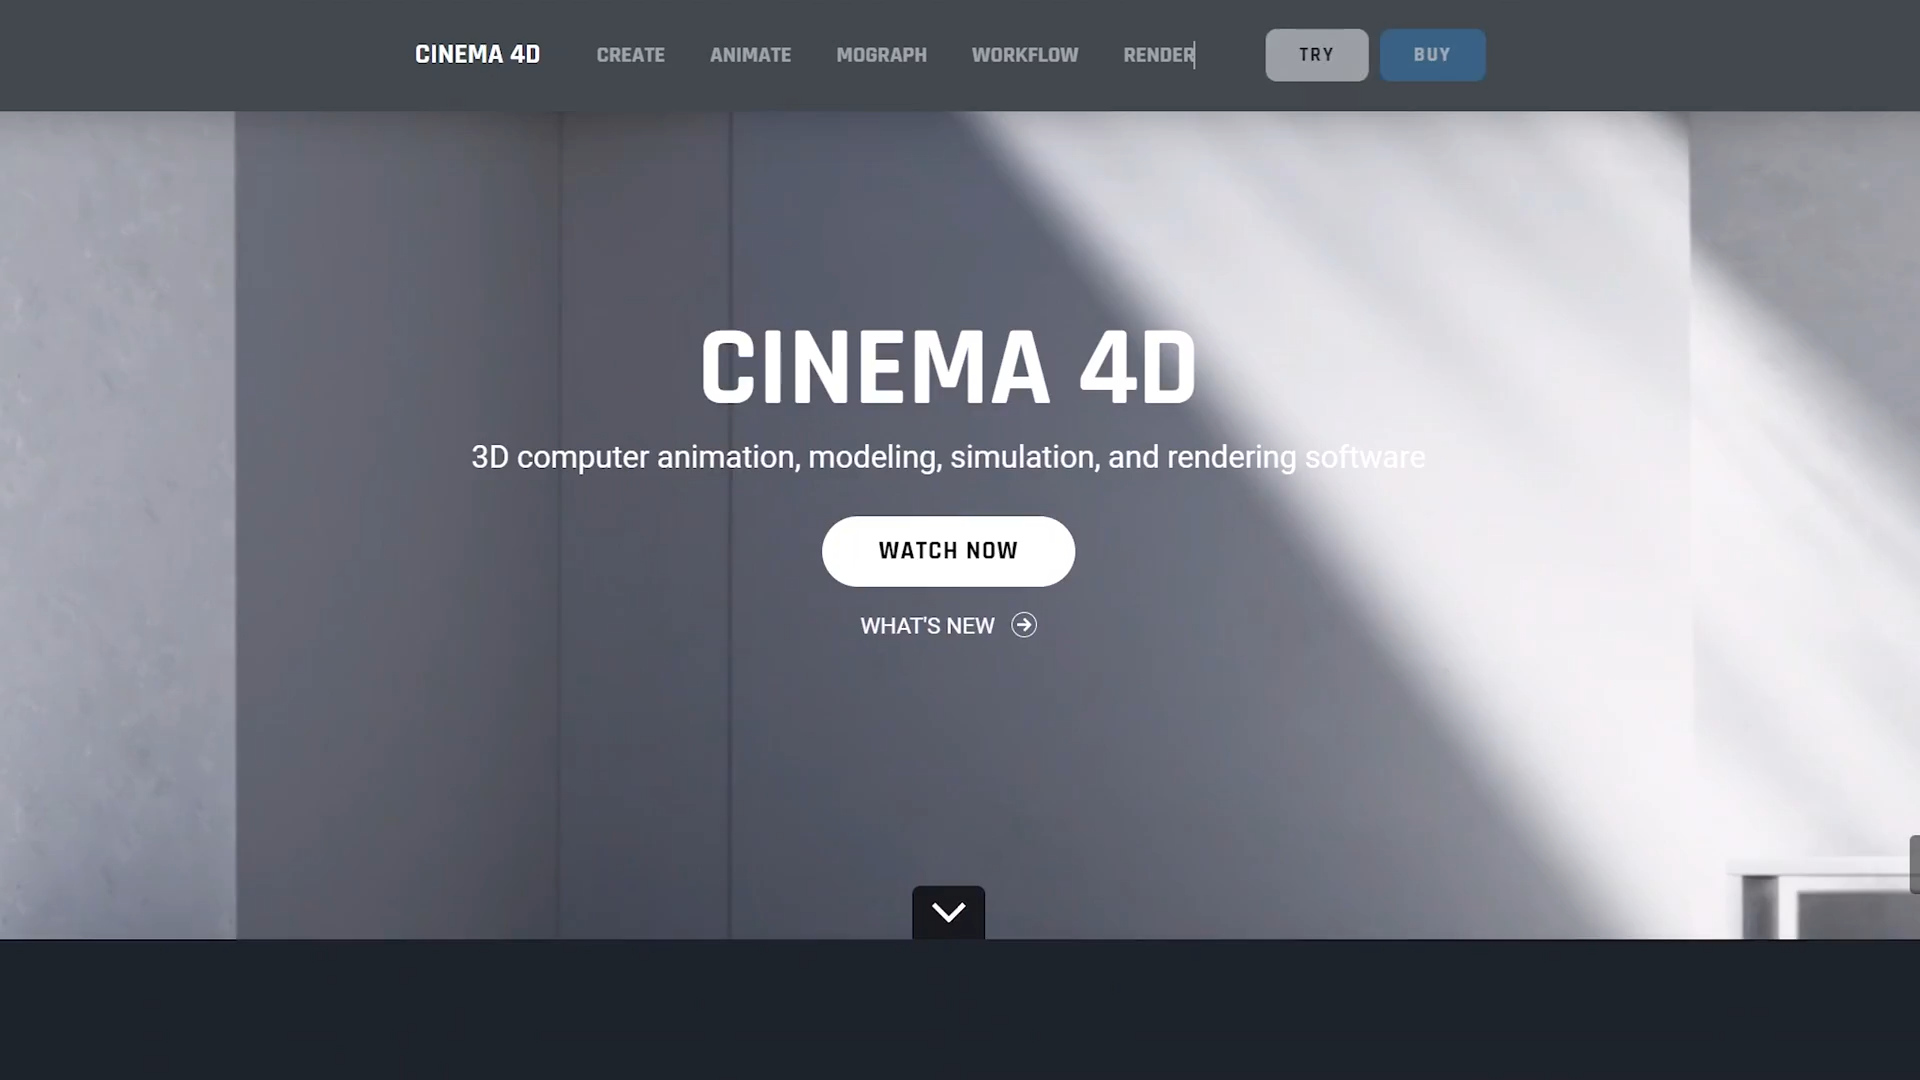 CINEMA 4D CREATE ANIMATE MOGRAPH WORKFLOW RENDER TRY BUY
CINEMA 4D
3D computer animation, modeling, simulation, and rendering software
WATCH NOW
WHAT'S NEW